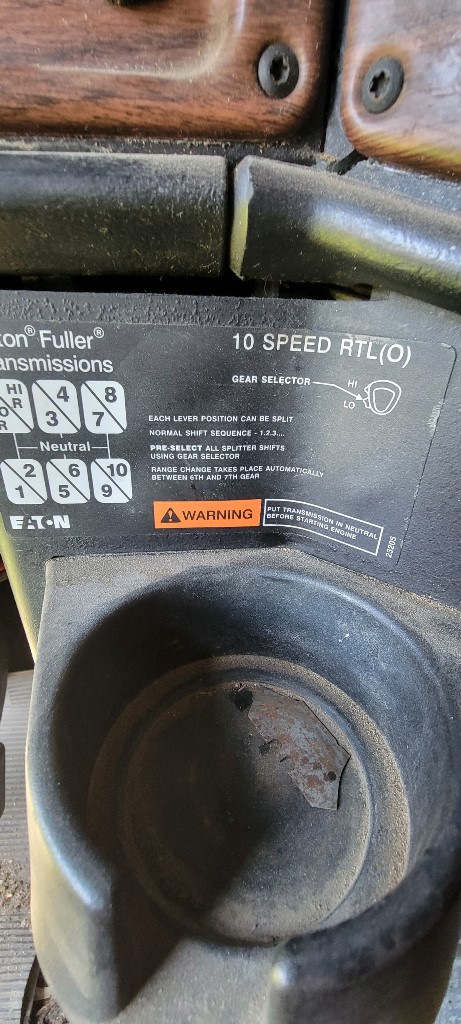 ton® Fuller®
ansmissions
10 SPEED RTL(O)
GEAR SELECTOR
HI
LO
HI
R
O
R
4
3
8
7
Neutral
2
1
6
5
10
9
EACH LEVER POSITION CAN BE SPLIT
NORMAL SHIFT SEQUENCE - 1.2.3....
PRE-SELECT ALL SPLITTER SHIFTS
USING GEAR SELECTOR
RANGE CHANGE TAKES PLACE AUTOMATICALLY
BETWEEN 6TH AND 7TH GEAR
EATON
WARNING
PUT TRANSMISSION IN NEUTRAL
BEFORE STARTING ENGINE
2320S